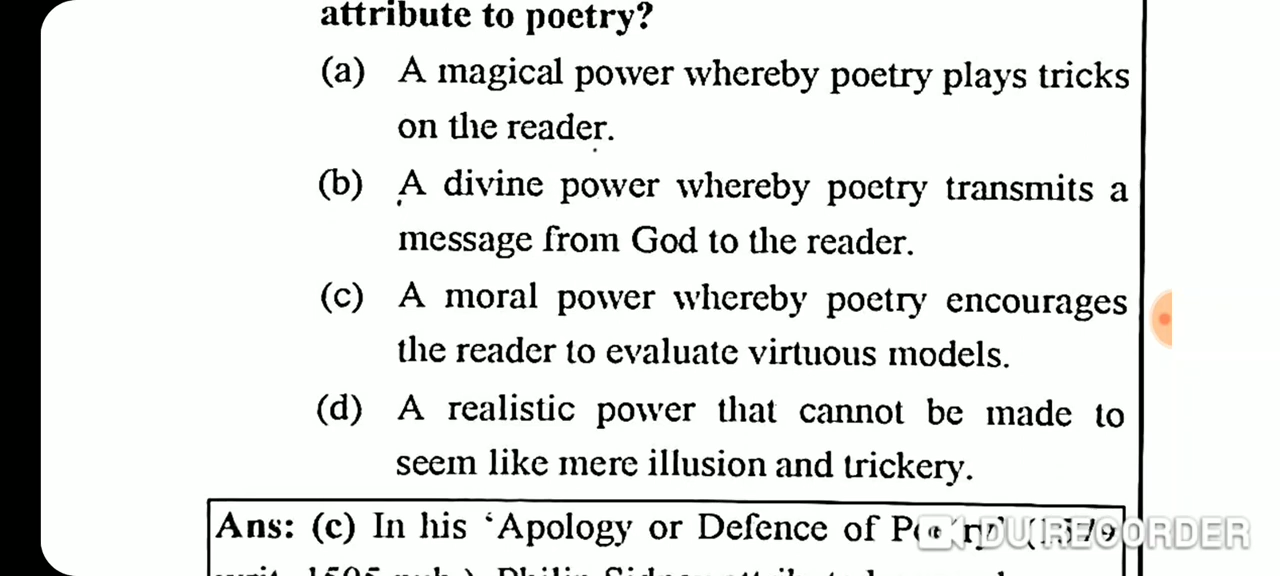 attribute to poetry?
(a) A magical power whereby poetry plays tricks
on the reader.
(b) A divine power whereby poetry transmits a
message from God to the reader.
(c) A moral power whereby poetry encourages
the reader to evaluate virtuous models.
(d) A realistic power that cannot be made to
seem like mere illusion and trickery.
Ans: (c) In his ‘Apology or Defence of
DU RECORDER